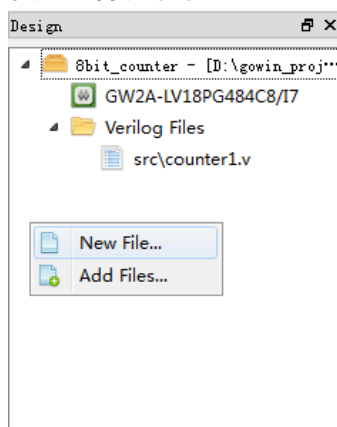 Design
8bit_counter - [D:\gowin_proj...
GW2A-LV18PG484C8/I7
Verilog Files
src\counter1.v
New File...
Add Files...